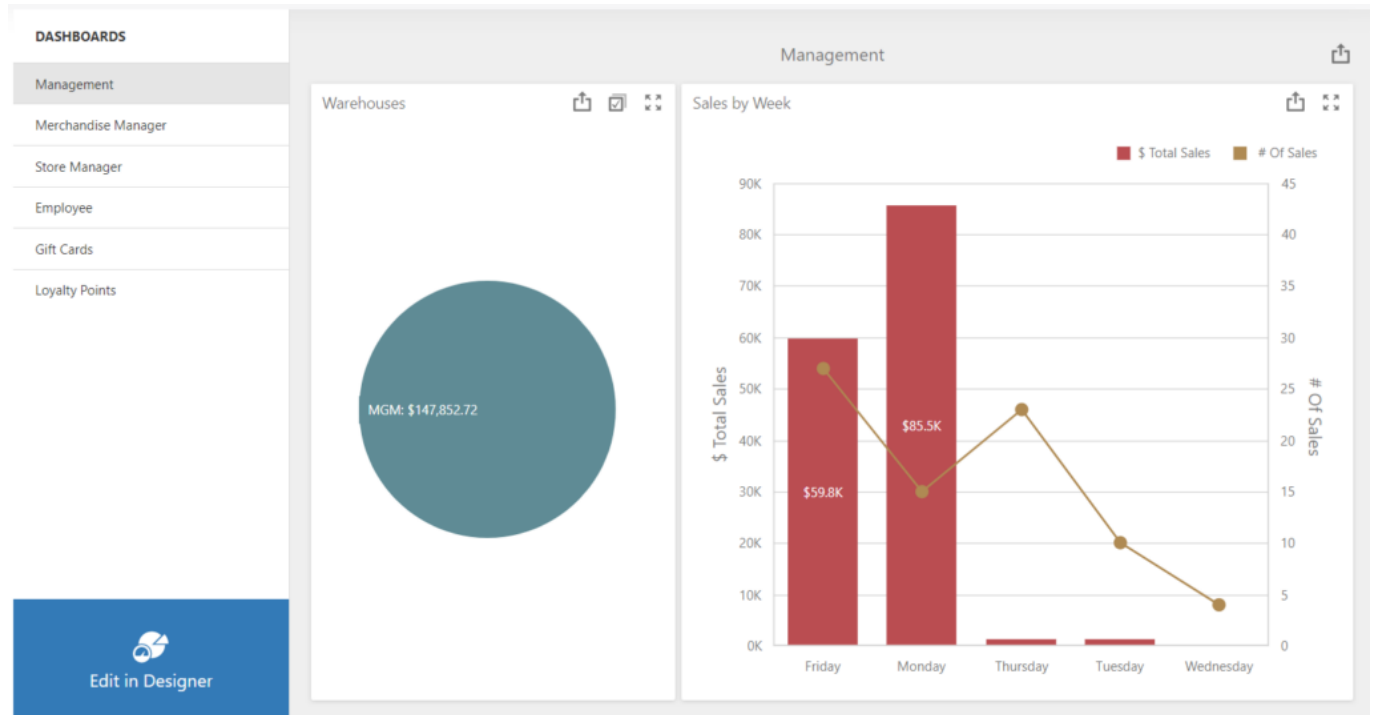 DASHBOARDS
Management
Merchandise Manager
Store Manager
Employee
Gift Cards
Loyalty Points
Edit in Designer
Management
Warehouses
MGM: $147,852.72
Sales by Week
$ Total Sales # Of Sales
90K 45
80K 40
70K 35
60K 30
50K 25
40K 20
30K 15
20K 10
10K 5
0K 0
$ Total Sales
# Of Sales
$85.5K
$59.8K
Friday Monday Thursday Tuesday Wednesday